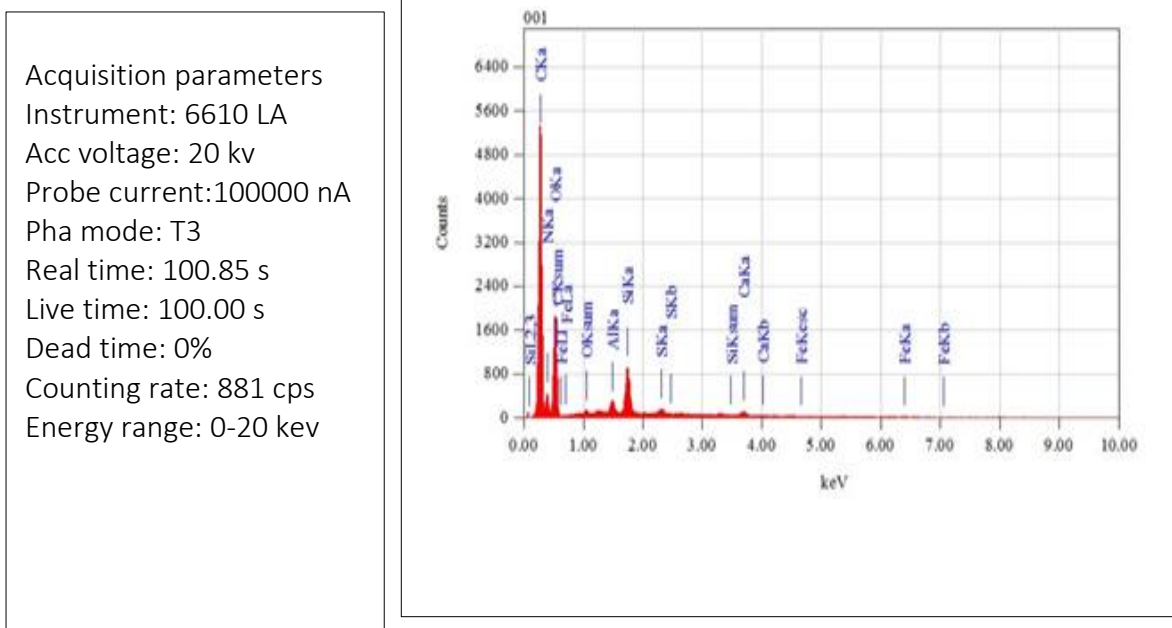 Acquisition parameters
Instrument: 6610 LA
Acc voltage: 20 kv
Probe current:100000 nA
Pha mode: T3
Real time: 100.85 s
Live time: 100.00 s
Dead time: 0%
Counting rate: 881 cps
Energy range: 0-20 kev
001
Counts
6400
5600
4800
4000
3200
2400
1600
800
0
SiL2,3
CKa
NKa
OKa
CKsum
FeLl
FeLa
OKsum
AlKa
SiKa
SKa
SKb
SiKsum
CaKa
CaKb
FeKesc
FeKa
FeKb
0.00 1.00 2.00 3.00 4.00 5.00 6.00 7.00 8.00 9.00 10.00
keV